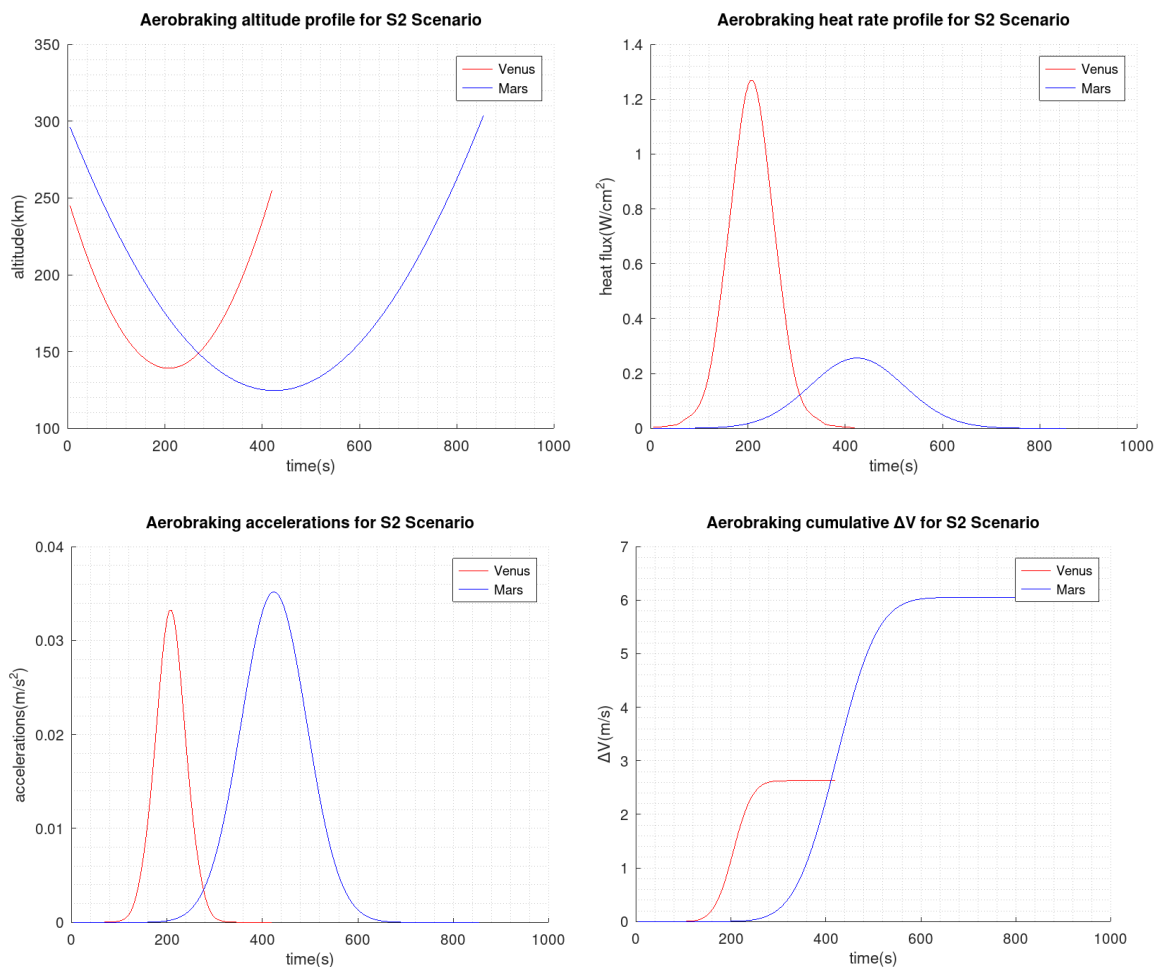 Aerobraking altitude profile for S2 Scenario
350
300
250
200
150
100
altitude(km)
0
200
400
600
800
1000
time(s)
Venus
Mars
Aerobraking heat rate profile for S2 Scenario
1.4
1.2
1
0.8
0.6
0.4
0.2
0
heat flux(W/cm²)
0
200
400
600
800
1000
time(s)
Venus
Mars
Aerobraking accelerations for S2 Scenario
0.04
0.03
0.02
0.01
0
accelerations(m/s²)
0
200
400
600
800
1000
time(s)
Venus
Mars
Aerobraking cumulative ΔV for S2 Scenario
7
6
5
4
3
2
1
0
ΔV(m/s)
0
200
400
600
800
1000
time(s)
Venus
Mars